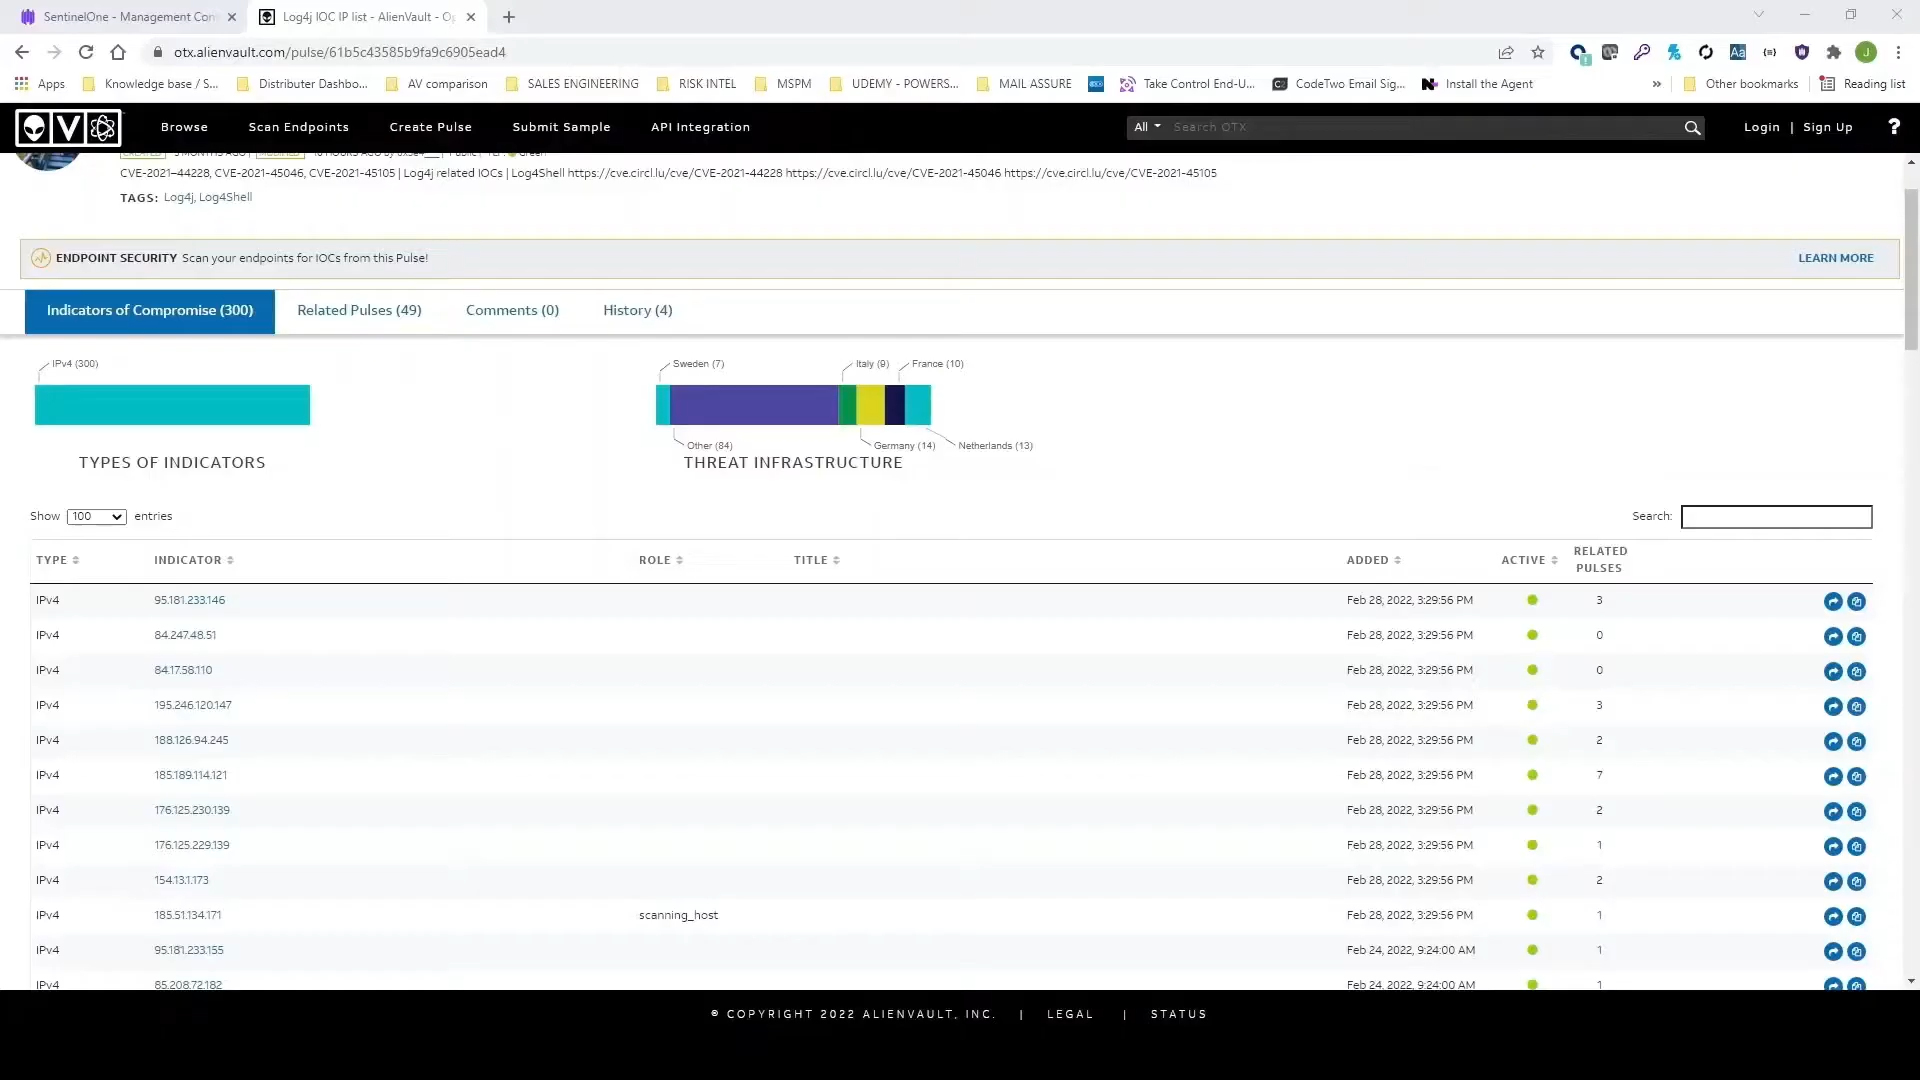 SentinelOne - Management Con
Log4j IOC IP list - AlienVault - O
otx.alienvault.com/pulse/61b5c43585b9fa9c6905ead4
Apps
Knowledge base / S...
Distributer Dashbo...
AV comparison
SALES ENGINEERING
RISK INTEL
MSPM
UDEMY - POWERS...
MAIL ASSURE
Take Control End-U...
CodeTwo Email Sig...
Install the Agent
»
Other bookmarks
Reading list
Browse
Scan Endpoints
Create Pulse
Submit Sample
API Integration
All
Search OTX
Login | Sign Up
?
CVE-2021–44228, CVE-2021-45046, CVE-2021-45105 | Log4j related IOCs | Log4Shell https://cve.circl.lu/cve/CVE-2021-44228 https://cve.circl.lu/cve/CVE-2021-45046 https://cve.circl.lu/cve/CVE-2021-45105
TAGS: Log4j, Log4Shell
ENDPOINT SECURITY Scan your endpoints for IOCs from this Pulse!
LEARN MORE
Indicators of Compromise (300)
Related Pulses (49)
Comments (0)
History (4)
IPv4 (300)
Sweden (7)
Italy (9)
France (10)
Other (84)
Germany (14)
Netherlands (13)
TYPES OF INDICATORS
THREAT INFRASTRUCTURE
Show 100 entries
Search:
TYPE INDICATOR ROLE TITLE ADDED ACTIVE RELATED PULSES
IPv4 95.181.233.146 Feb 28, 2022, 3:29:56 PM 3
IPv4 84.247.48.51 Feb 28, 2022, 3:29:56 PM 0
IPv4 84.17.58.110 Feb 28, 2022, 3:29:56 PM 0
IPv4 195.246.120.147 Feb 28, 2022, 3:29:56 PM 3
IPv4 188.126.94.245 Feb 28, 2022, 3:29:56 PM 2
IPv4 185.189.114.121 Feb 28, 2022, 3:29:56 PM 7
IPv4 176.125.230.139 Feb 28, 2022, 3:29:56 PM 2
IPv4 176.125.229.139 Feb 28, 2022, 3:29:56 PM 1
IPv4 154.13.1.173 Feb 28, 2022, 3:29:56 PM 2
IPv4 185.51.134.171 scanning_host Feb 28, 2022, 3:29:56 PM 1
IPv4 95.181.233.155 Feb 24, 2022, 9:24:00 AM 1
IPv4 85.208.72.182 Feb 24, 2022, 9:24:00 AM 1
© COPYRIGHT 2022 ALIENVAULT, INC. | LEGAL | STATUS